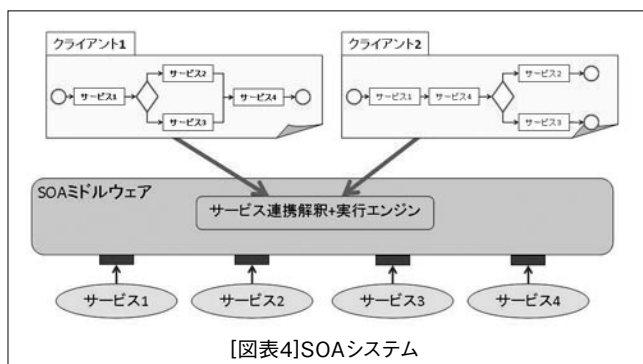 クライアント1
サービス1
サービス2
サービス3
サービス4
クライアント2
サービス1
サービス4
サービス2
サービス3
SOAミドルウェア
サービス連携解釈+実行エンジン
サービス1
サービス2
サービス3
サービス4
[図表4]SOAシステム